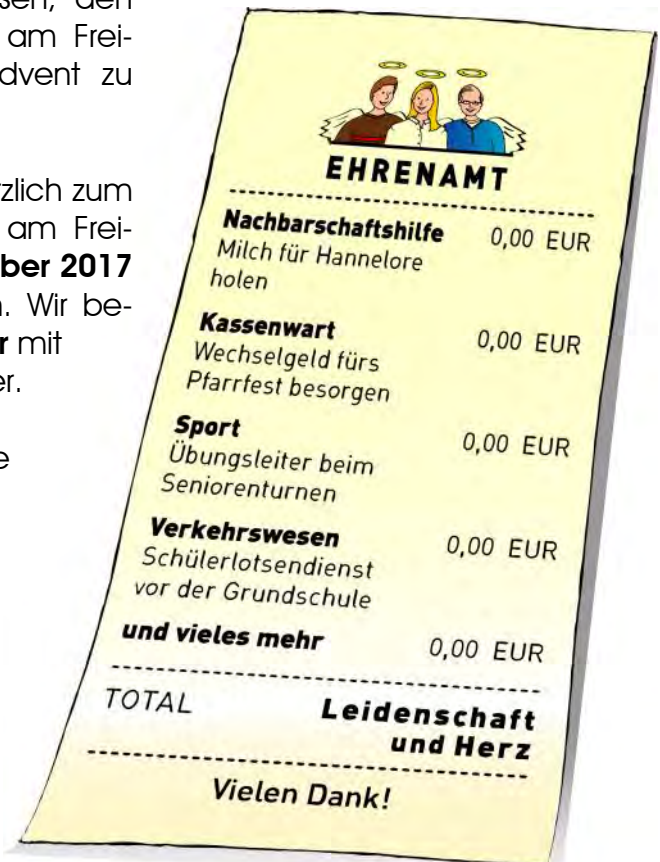 sen, den
am Frei-
dvent zu
rzlich zum
am Frei-
ber 2017
Wir be-
r mit
er.
e
EHRENAMT
Nachbarschaftshilfe 0,00 EUR
Milch für Hannelore
holen
Kassenwart 0,00 EUR
Wechselgeld fürs
Pfarrfest besorgen
Sport 0,00 EUR
Übungsleiter beim
Seniorenturnen
Verkehrswesen 0,00 EUR
Schülerlotsendienst
vor der Grundschule
und vieles mehr 0,00 EUR
TOTAL Leidenschaft
und Herz
Vielen Dank!